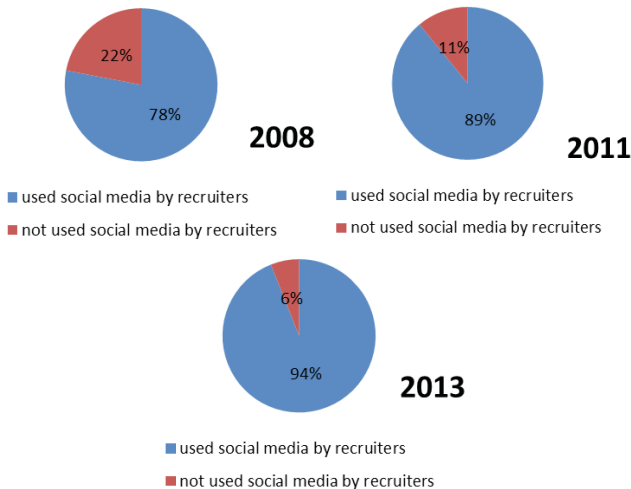 22%
78%
2008
used social media by recruiters
not used social media by recruiters
11%
89%
2011
used social media by recruiters
not used social media by recruiters
6%
94%
2013
used social media by recruiters
not used social media by recruiters